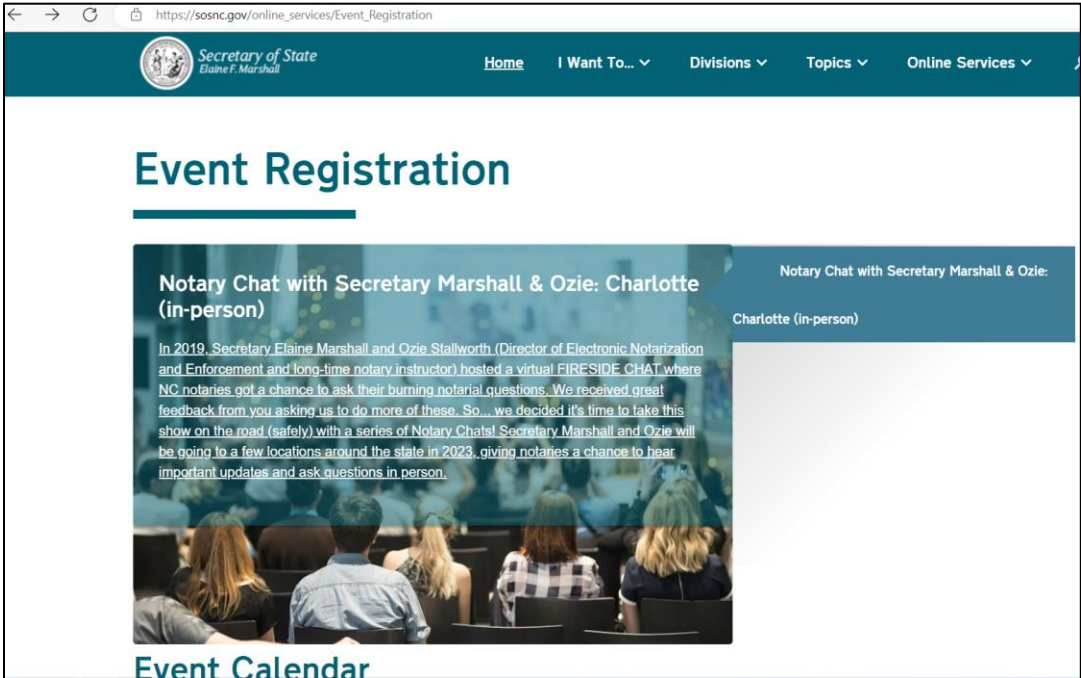 https://sosnc.gov/online_services/Event_Registration
Secretary of State
Elaine F. Marshall
Home I Want To... Divisions Topics Online Services
Event Registration
Notary Chat with Secretary Marshall & Ozie: Charlotte
(in-person)
In 2019, Secretary Elaine Marshall and Ozie Stallworth (Director of Electronic Notarization
and Enforcement and long-time notary instructor) hosted a virtual FIRESIDE CHAT where
NC notaries got a chance to ask their burning notarial questions. We received great
feedback from you asking us to do more of these. So... we decided it's time to take this
show on the road (safely) with a series of Notary Chats! Secretary Marshall and Ozie will
be going to a few locations around the state in 2023, giving notaries a chance to hear
important updates and ask questions in person.
Notary Chat with Secretary Marshall & Ozie:
Charlotte (in-person)
Event Calendar